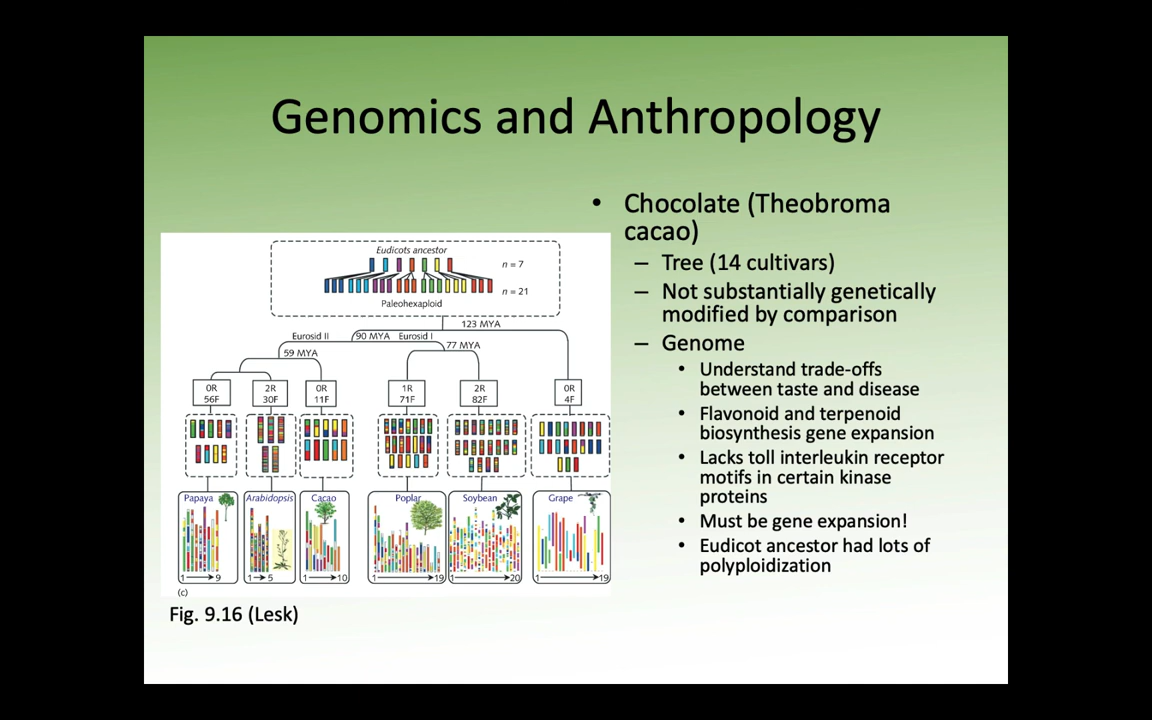 Genomics and Anthropology
Eudicots ancestor
n = 7
n = 21
Paleohexaploid
123 MYA
Eurosid II
90 MYA
Eurosid I
77 MYA
59 MYA
0R
56F
2R
30F
0R
11F
1R
71F
2R
82F
0R
4F
Papaya
Arabidopsis
Cacao
Poplar
Soybean
Grape
1 9
1 5
1 10
1 19
1 20
1 19
(c)
Fig. 9.16 (Lesk)
• Chocolate (Theobroma
cacao)
– Tree (14 cultivars)
– Not substantially genetically
modified by comparison
– Genome
• Understand trade-offs
between taste and disease
• Flavonoid and terpenoid
biosynthesis gene expansion
• Lacks toll interleukin receptor
motifs in certain kinase
proteins
• Must be gene expansion!
• Eudicot ancestor had lots of
polyploidization